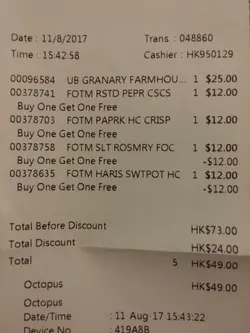 Date : 11/8/2017 Trans. : 048860
Time : 15:42:58 Cashier : HK950129
00096584 UB GRANARY FARMHOU... 1 $25.00
00378741 FOTM RSTD PEPR CSCS 1 $12.00
Buy One Get One Free
00378703 FOTM PAPRK HC CRISP 1 $12.00
Buy One Get One Free -$12.00
00378758 FOTM SLT ROSMRY FOC 1 $12.00
Buy One Get One Free -$12.00
00378635 FOTM HARIS SWTPOT HC 1 $12.00
Buy One Get One Free -$12.00
Total Before Discount HK$73.00
Total Discount HK$24.00
Total 5 HK$49.00
Octopus HK$49.00
Octopus
Date/Time : 11 Aug 17 15:43:22
Device No : 419A8B